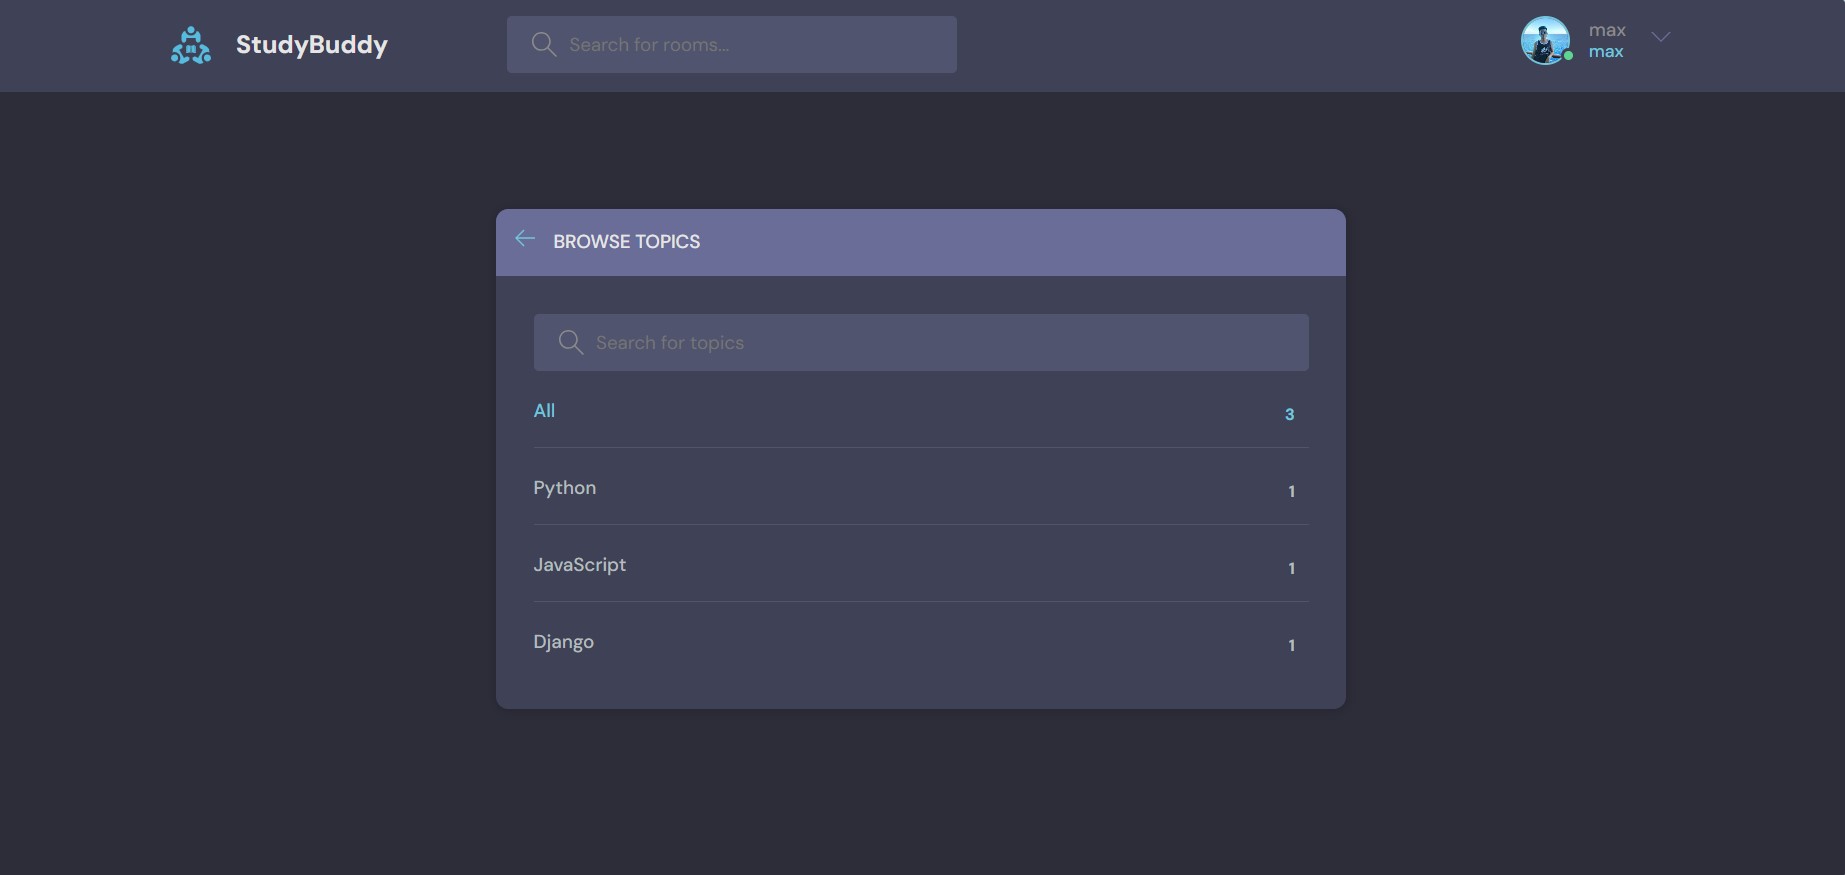 StudyBuddy
Search for rooms...
max
max
BROWSE TOPICS
Search for topics
All 3
Python 1
JavaScript 1
Django 1